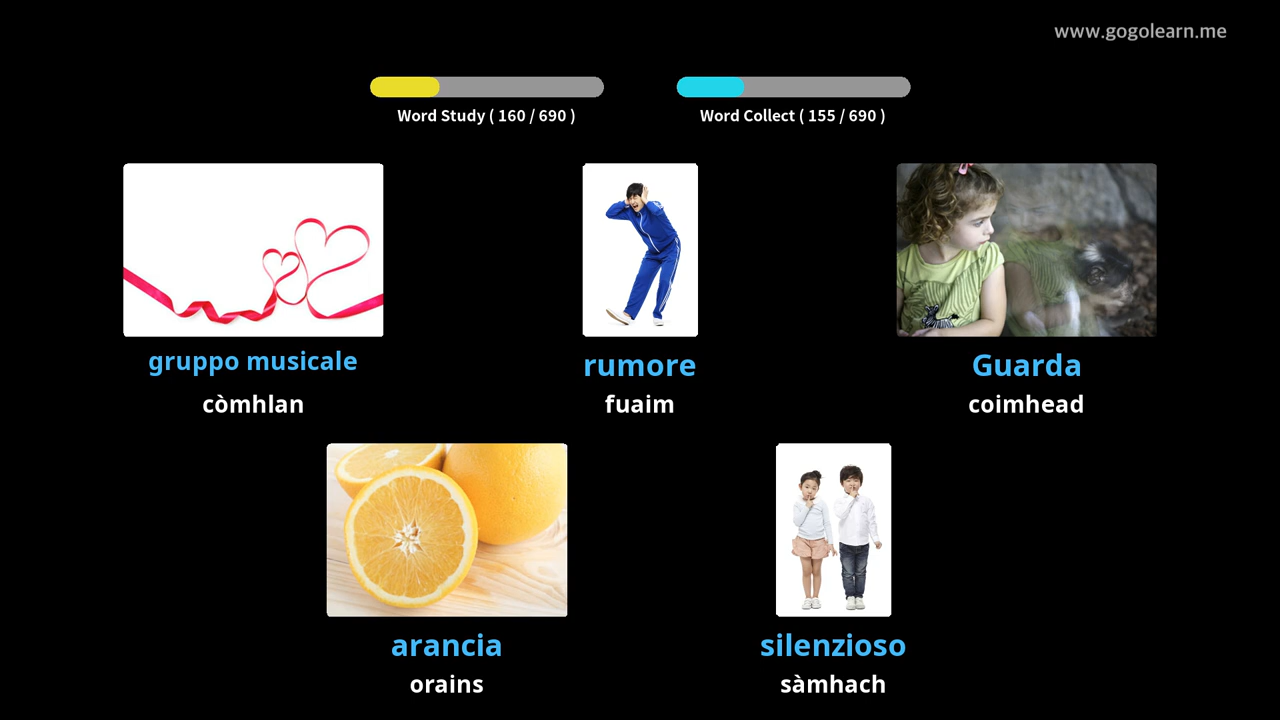 www.gogolearn.me
Word Study ( 160 / 690 )
Word Collect ( 155 / 690 )
gruppo musicale
còmhlan
rumore
fuaim
Guarda
coimhead
arancia
orains
silenzioso
sàmhach